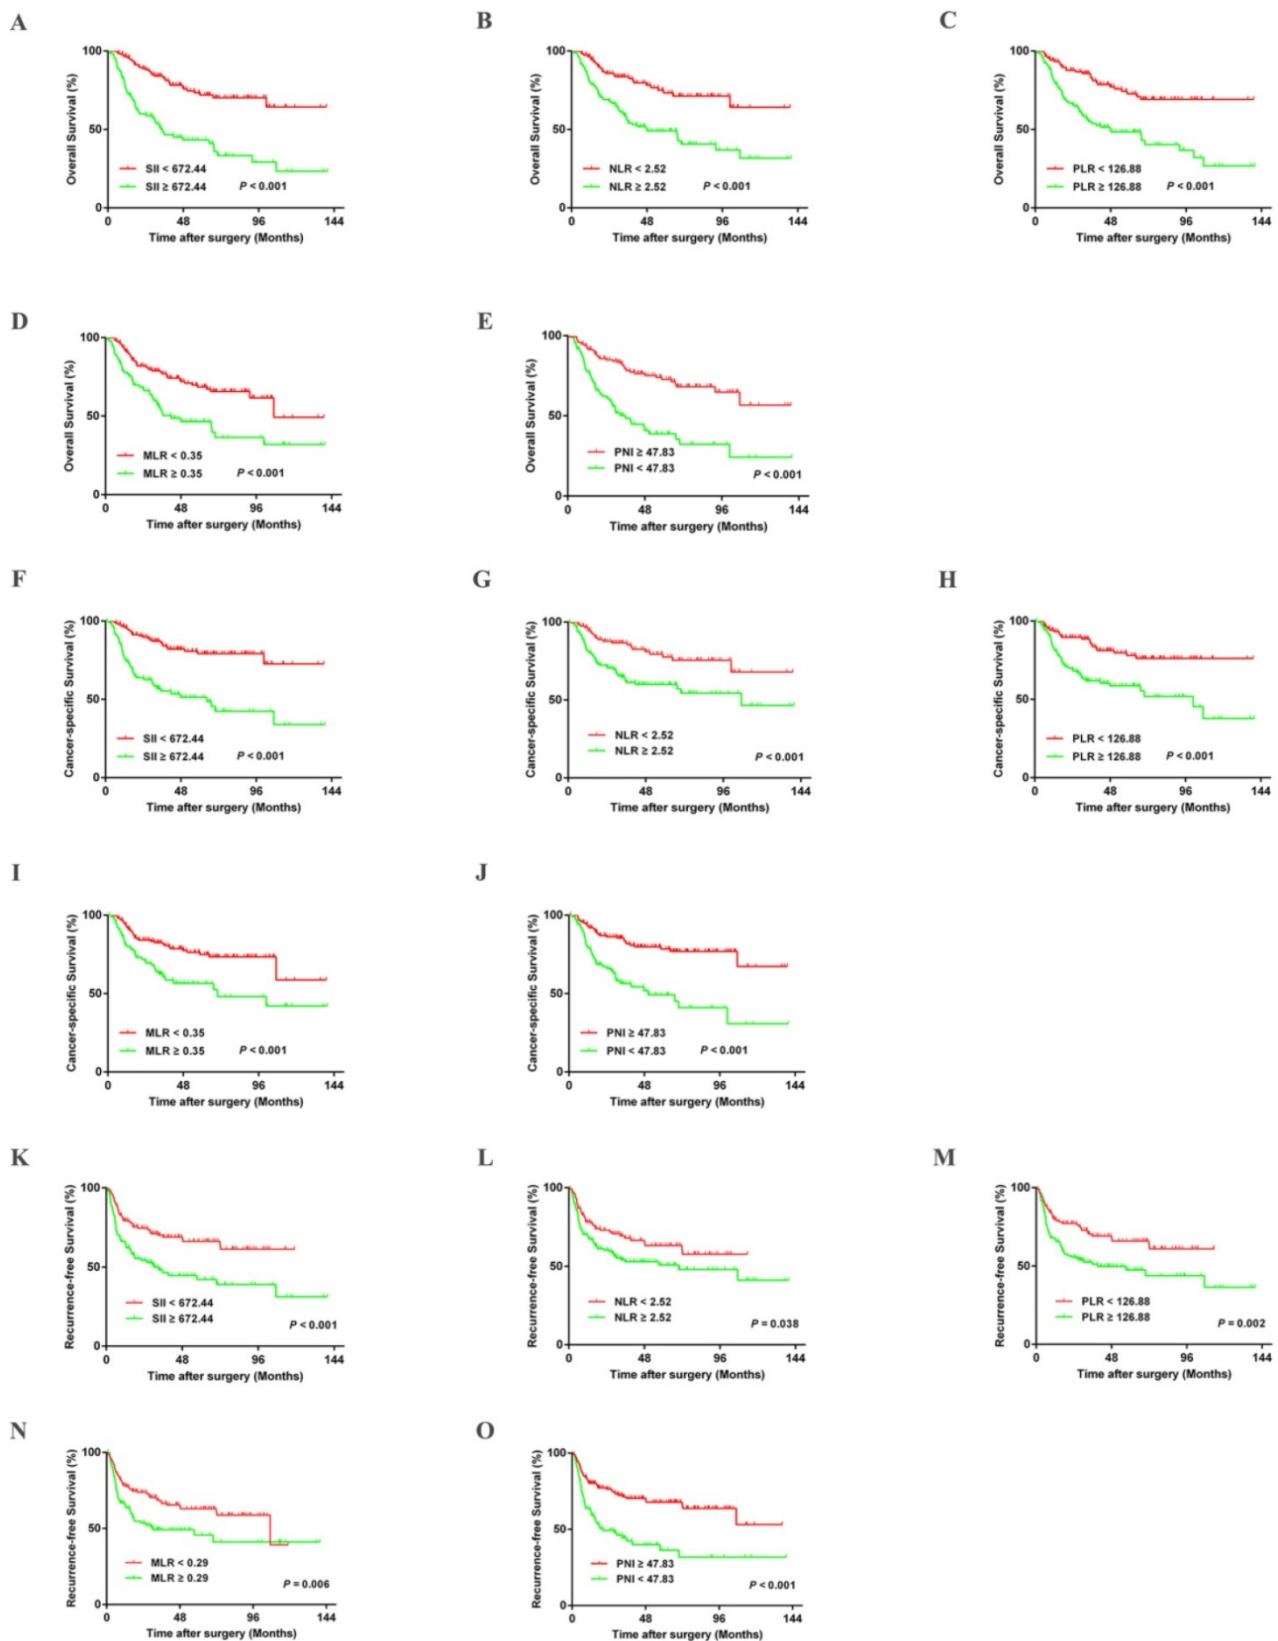 A
B
C
100
50
0
Overall Survival (%)
SII < 672.44
SII ≥ 672.44
P < 0.001
0 48 96 144
Time after surgery (Months)
100
50
0
Overall Survival (%)
NLR < 2.52
NLR ≥ 2.52
P < 0.001
0 48 96 144
Time after surgery (Months)
100
50
0
Overall Survival (%)
PLR < 126.88
PLR ≥ 126.88
P < 0.001
0 48 96 144
Time after surgery (Months)
D
E
100
50
0
Overall Survival (%)
MLR < 0.35
MLR ≥ 0.35
P < 0.001
0 48 96 144
Time after surgery (Months)
100
50
0
Overall Survival (%)
PNI ≥ 47.83
PNI < 47.83
P < 0.001
0 48 96 144
Time after surgery (Months)
F
G
H
100
50
0
Cancer-specific Survival (%)
SII < 672.44
SII ≥ 672.44
P < 0.001
0 48 96 144
Time after surgery (Months)
100
50
0
Cancer-specific Survival (%)
NLR < 2.52
NLR ≥ 2.52
P < 0.001
0 48 96 144
Time after surgery (Months)
100
50
0
Cancer-specific Survival (%)
PLR < 126.88
PLR ≥ 126.88
P < 0.001
0 48 96 144
Time after surgery (Months)
I
J
100
50
0
Cancer-specific Survival (%)
MLR < 0.35
MLR ≥ 0.35
P < 0.001
0 48 96 144
Time after surgery (Months)
100
50
0
Cancer-specific Survival (%)
PNI ≥ 47.83
PNI < 47.83
P < 0.001
0 48 96 144
Time after surgery (Months)
K
L
M
100
50
0
Recurrence-free Survival (%)
SII < 672.44
SII ≥ 672.44
P < 0.001
0 48 96 144
Time after surgery (Months)
100
50
0
Recurrence-free Survival (%)
NLR < 2.52
NLR ≥ 2.52
P = 0.038
0 48 96 144
Time after surgery (Months)
100
50
0
Recurrence-free Survival (%)
PLR < 126.88
PLR ≥ 126.88
P = 0.002
0 48 96 144
Time after surgery (Months)
N
O
100
50
0
Recurrence-free Survival (%)
MLR < 0.29
MLR ≥ 0.29
P = 0.006
0 48 96 144
Time after surgery (Months)
100
50
0
Recurrence-free Survival (%)
PNI ≥ 47.83
PNI < 47.83
P < 0.001
0 48 96 144
Time after surgery (Months)